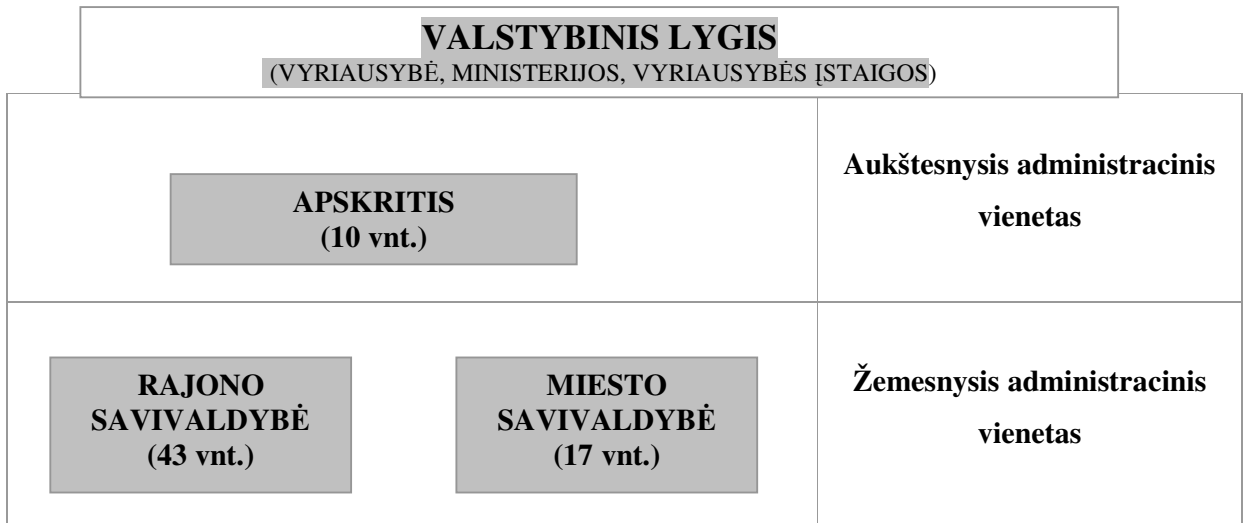 VALSTYBINIS LYGIS
(VYRIAUSYBĖ, MINISTERIJOS, VYRIAUSYBĖS ĮSTAIGOS)
APSKRITIS
(10 vnt.)
Aukštesnysis administracinis
vienetas
RAJONO
SAVIVALDYBĖ
(43 vnt.)
MIESTO
SAVIVALDYBĖ
(17 vnt.)
Žemesnysis administracinis
vienetas